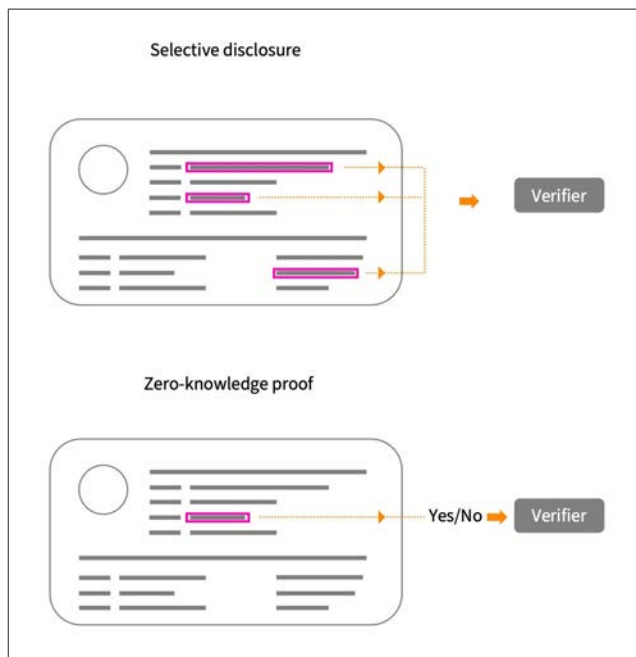 Selective disclosure
Verifier
Zero-knowledge proof
Yes/No
Verifier